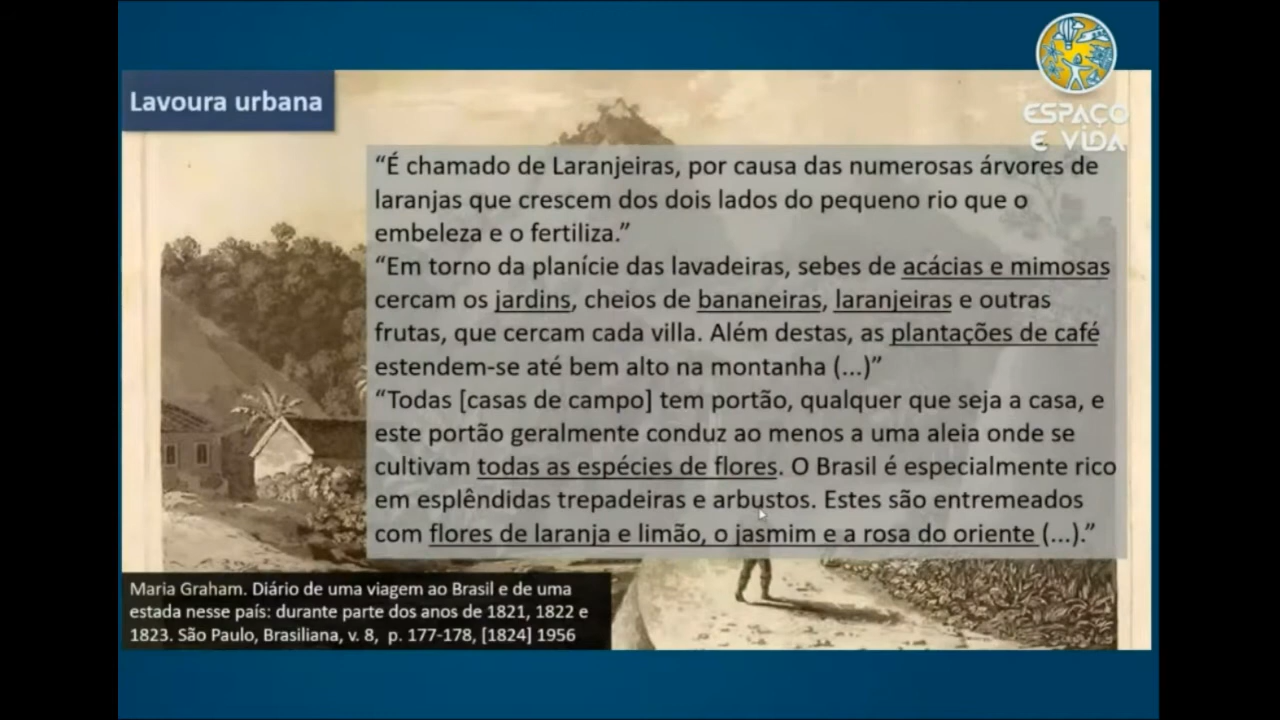 ESPAÇO
E VIDA
Lavoura urbana
“É chamado de Laranjeiras, por causa das numerosas árvores de
laranjas que crescem dos dois lados do pequeno rio que o
embeleza e o fertiliza.”
“Em torno da planície das lavadeiras, sebes de acácias e mimosas
cercam os jardins, cheios de bananeiras, laranjeiras e outras
frutas, que cercam cada villa. Além destas, as plantações de café
estendem-se até bem alto na montanha (...)”
“Todas [casas de campo] tem portão, qualquer que seja a casa, e
este portão geralmente conduz ao menos a uma aleia onde se
cultivam todas as espécies de flores. O Brasil é especialmente rico
em esplêndidas trepadeiras e arbustos. Estes são entremeados
com flores de laranja e limão, o jasmim e a rosa do oriente (...).”
Maria Graham. Diário de uma viagem ao Brasil e de uma
estada nesse país: durante parte dos anos de 1821, 1822 e
1823. São Paulo, Brasiliana, v. 8, p. 177-178, [1824] 1956